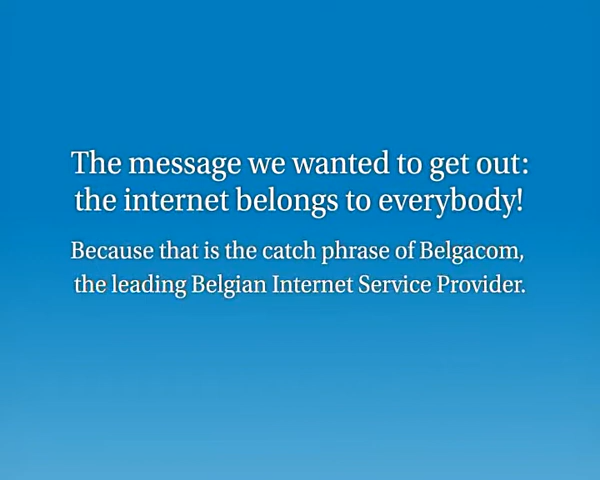 The message we wanted to get out:
the internet belongs to everybody!
Because that is the catch phrase of Belgacom,
the leading Belgian Internet Service Provider.